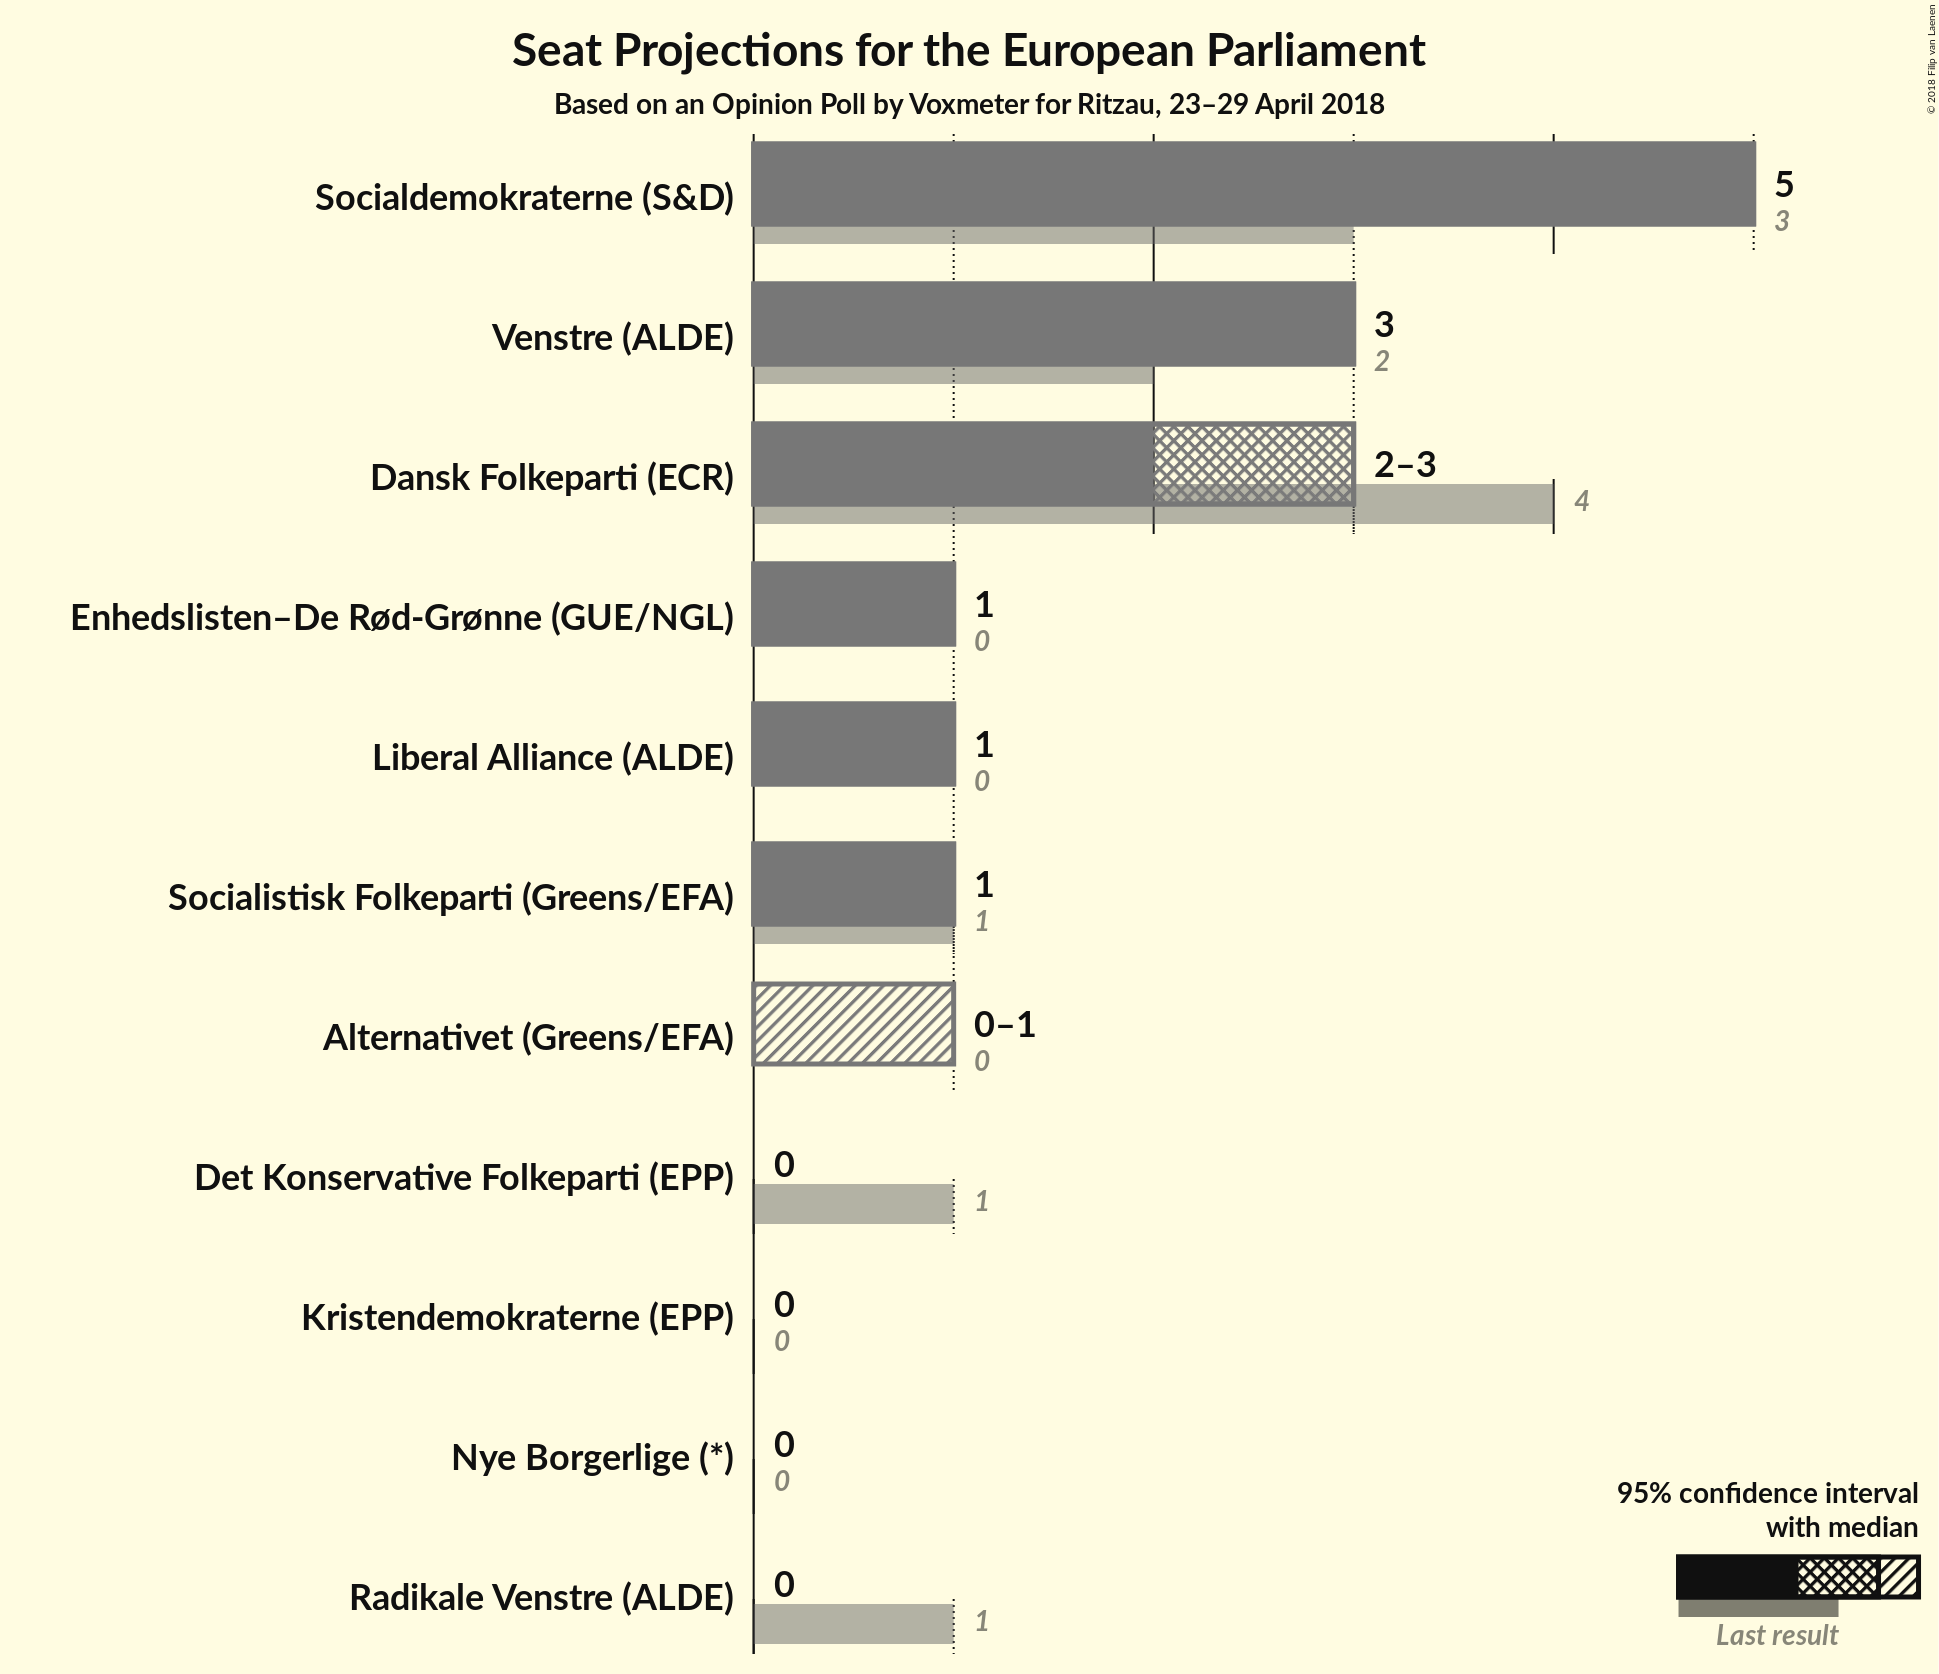 Seat Projections for the European Parliament
Based on an Opinion Poll by Voxmeter for Ritzau, 23–29 April 2018
© 2018 Filip van Laenen
Socialdemokraterne (S&D)
5
3
Venstre (ALDE)
3
2
Dansk Folkeparti (ECR)
2–3
4
Enhedslisten–De Rød-Grønne (GUE/NGL)
1
0
Liberal Alliance (ALDE)
1
0
Socialistisk Folkeparti (Greens/EFA)
1
1
Alternativet (Greens/EFA)
0–1
0
Det Konservative Folkeparti (EPP)
0
1
Kristendemokraterne (EPP)
0
0
Nye Borgerlige (*)
0
0
Radikale Venstre (ALDE)
0
1
95% confidence interval
with median
Last result